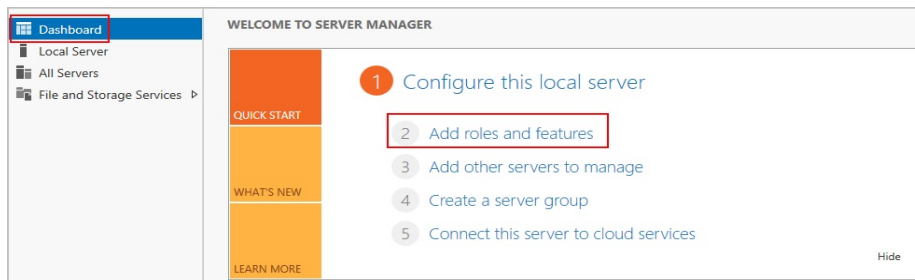 Dashboard
Local Server
All Servers
File and Storage Services
WELCOME TO SERVER MANAGER
QUICK START
WHAT'S NEW
LEARN MORE
1 Configure this local server
2 Add roles and features
3 Add other servers to manage
4 Create a server group
5 Connect this server to cloud services
Hide